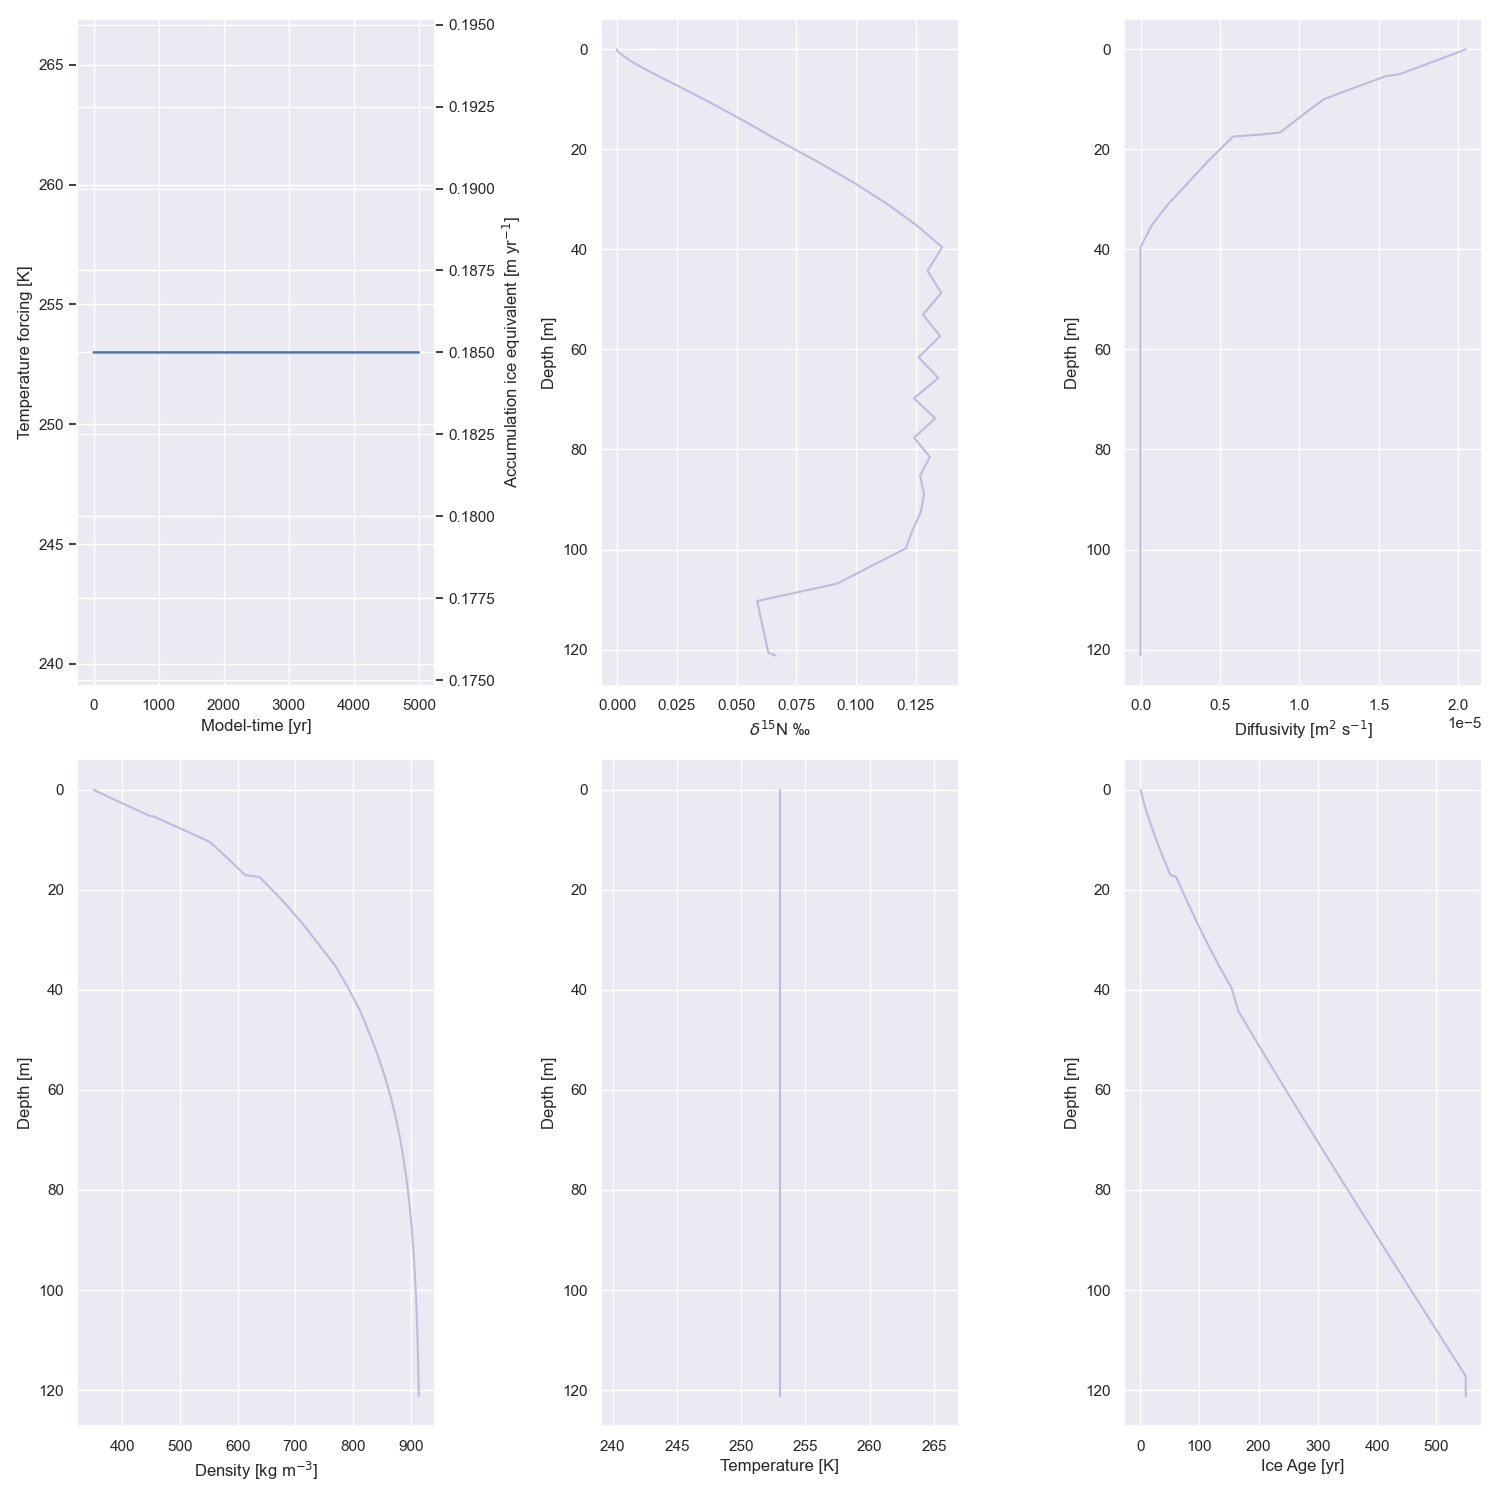 265
260
255
250
245
240
Temperature forcing [K]
0 1000 2000 3000 4000 5000
Model-time [yr]
0.1950
0.1925
0.1900
0.1875
0.1850
0.1825
0.1800
0.1775
0.1750
Accumulation ice equivalent [m yr⁻¹]
0
20
40
60
80
100
120
Depth [m]
0.000 0.025 0.050 0.075 0.100 0.125
δ¹⁵N ‰
0
20
40
60
80
100
120
Depth [m]
0.0 0.5 1.0 1.5 2.0
1e−5
Diffusivity [m² s⁻¹]
0
20
40
60
80
100
120
Depth [m]
400 500 600 700 800 900
Density [kg m⁻³]
0
20
40
60
80
100
120
Depth [m]
240 245 250 255 260 265
Temperature [K]
0
20
40
60
80
100
120
Depth [m]
0 100 200 300 400 500
Ice Age [yr]